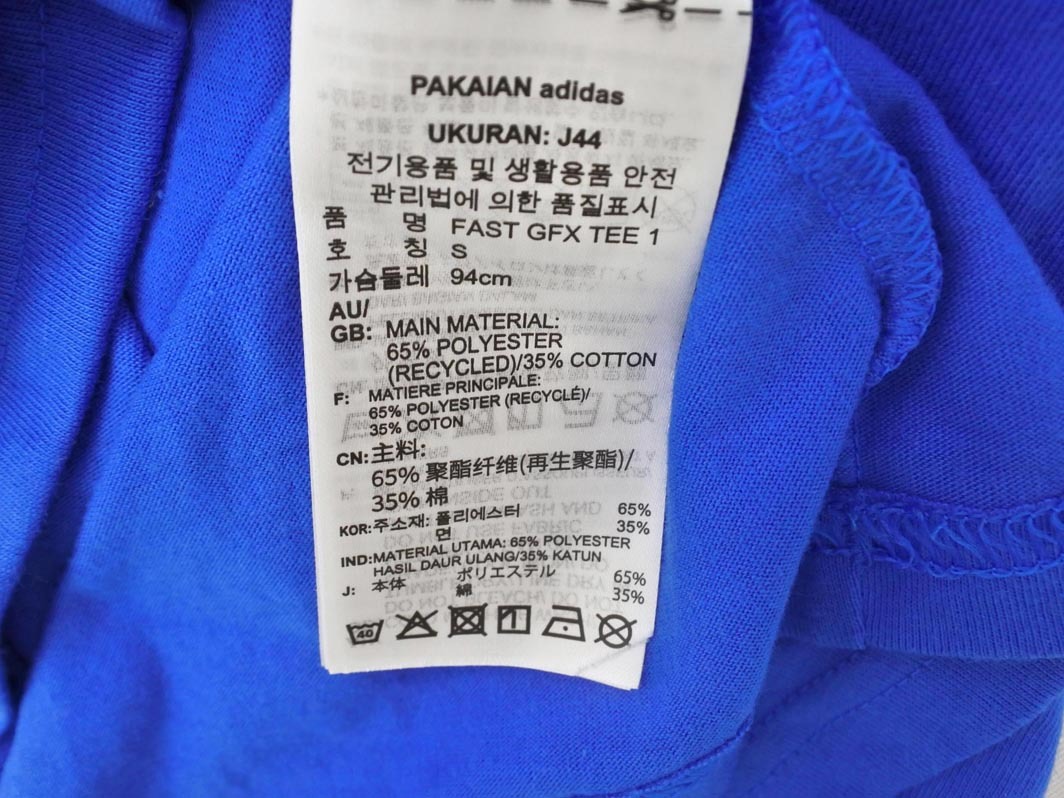 PAKAIAN adidas
UKURAN: J44
전기용품 및 생활용품 안전
관리법에 의한 품질표시
품 명 FAST GFX TEE 1
호 칭 S
가슴둘레 94cm
AU/
GB: MAIN MATERIAL:
65% POLYESTER
(RECYCLED)/35% COTTON
F: MATIERE PRINCIPALE:
65% POLYESTER (RECYCLÉ)/
35% COTON
CN: 主料:
65% 聚酯纤维(再生聚酯)/
35% 棉
KOR: 주소재: 폴리에스터 65%
면 35%
IND: MATERIAL UTAMA: 65% POLYESTER
HASIL DAUR ULANG/35% KATUN
J: 本体 ポリエステル 65%
綿 35%
40